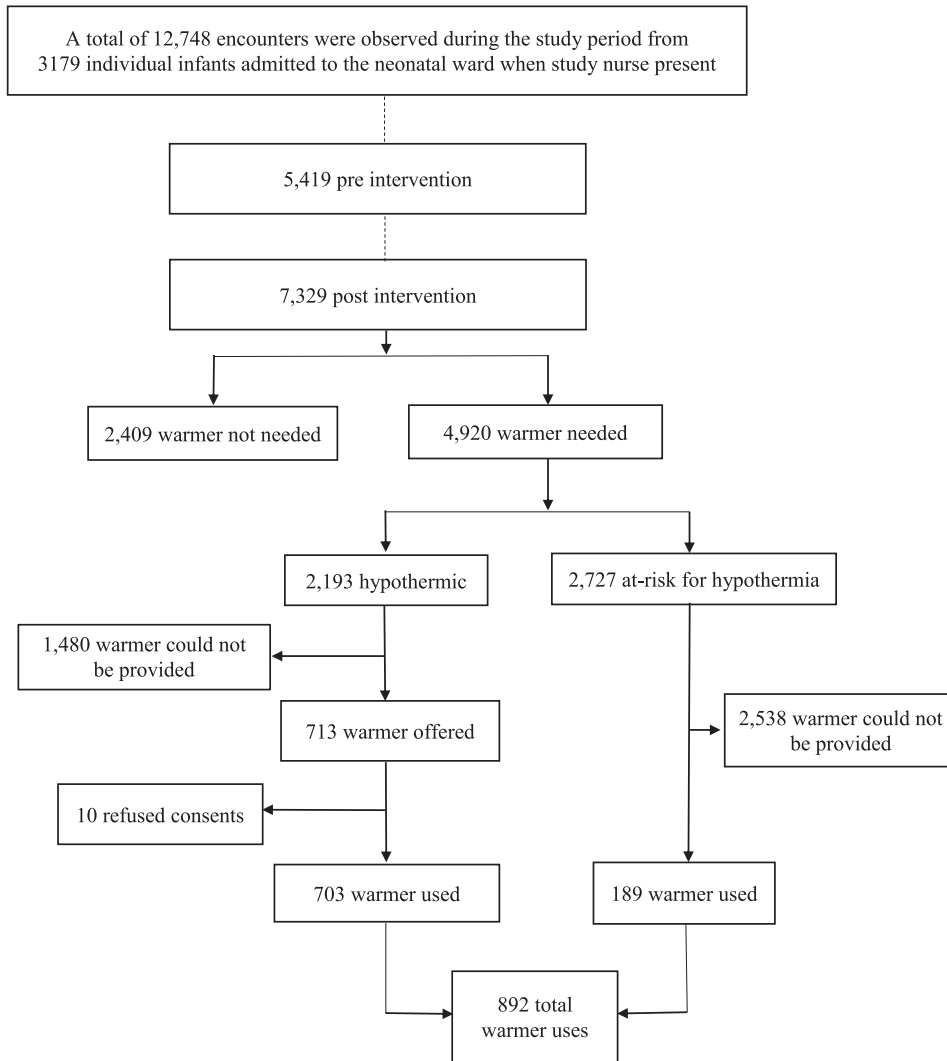 A total of 12,748 encounters were observed during the study period from
3179 individual infants admitted to the neonatal ward when study nurse present
5,419 pre intervention
7,329 post intervention
2,409 warmer not needed
4,920 warmer needed
2,193 hypothermic
2,727 at-risk for hypothermia
1,480 warmer could not
be provided
713 warmer offered
2,538 warmer could not
be provided
10 refused consents
703 warmer used
189 warmer used
892 total
warmer uses